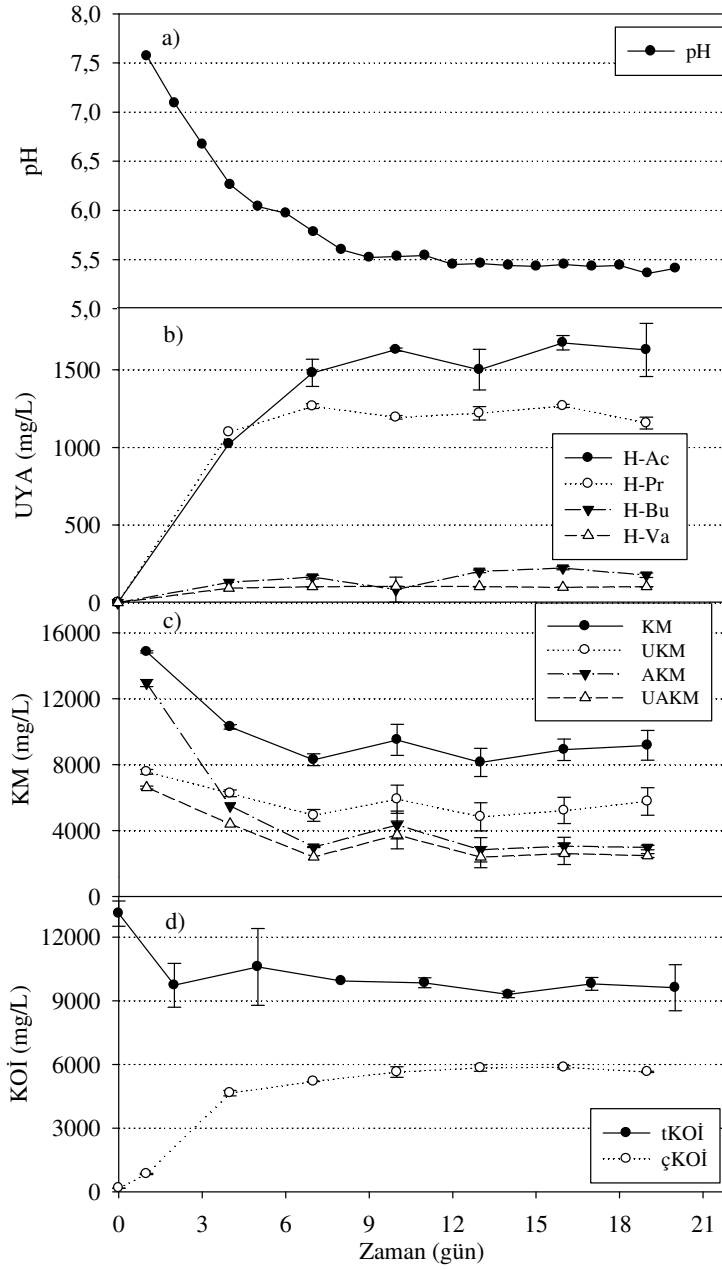 a)
pH
8,0
7,5
7,0
6,5
6,0
5,5
5,0
pH
b)
1500
1000
500
0
UYA (mg/L)
H-Ac
H-Pr
H-Bu
H-Va
c)
16000
12000
8000
4000
0
KM (mg/L)
KM
UKM
AKM
UAKM
d)
12000
9000
6000
3000
0
KOİ (mg/L)
tKOİ
çKOİ
0 3 6 9 12 15 18 21
Zaman (gün)